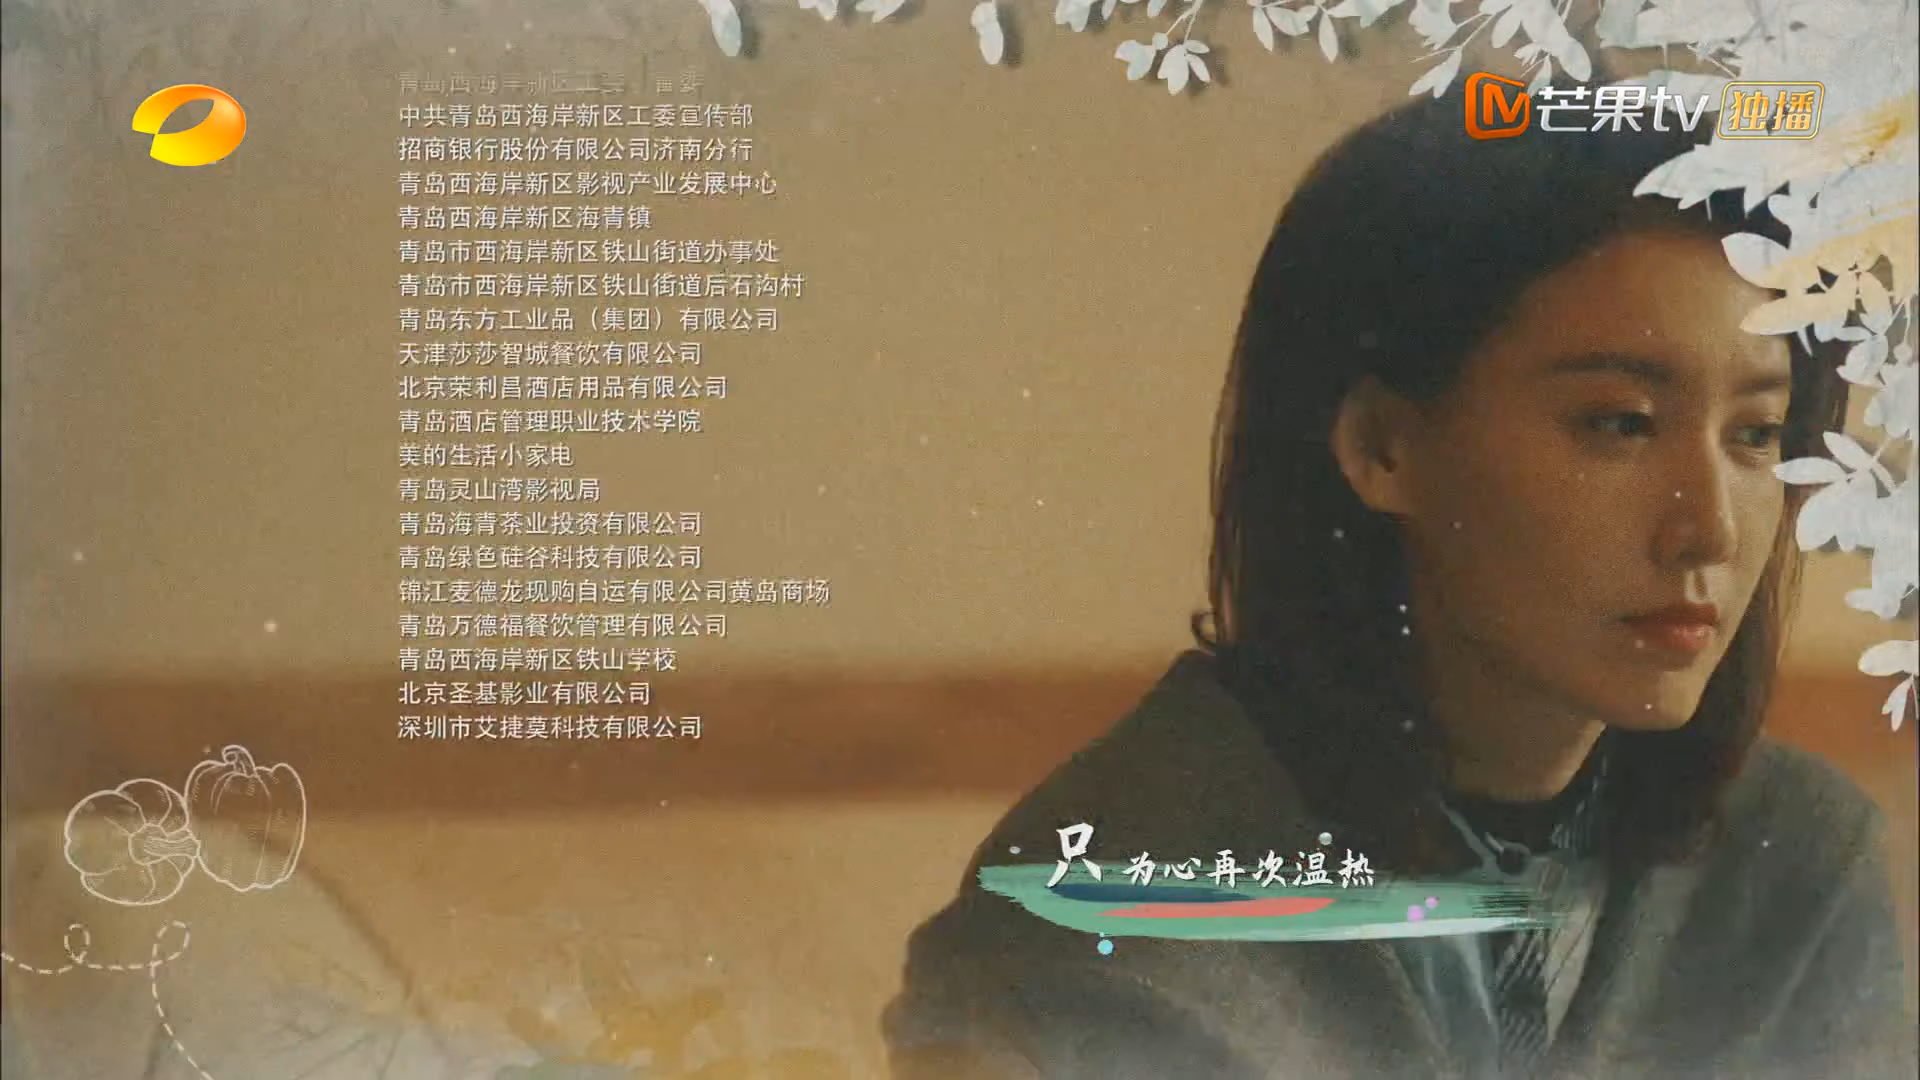 中共青岛西海岸新区工委宣传部
招商银行股份有限公司济南分行
青岛西海岸新区影视产业发展中心
青岛西海岸新区海青镇
青岛市西海岸新区铁山街道办事处
青岛市西海岸新区铁山街道后石沟村
青岛东方工业品（集团）有限公司
天津莎莎智城餐饮有限公司
北京荣利昌酒店用品有限公司
青岛酒店管理职业技术学院
美的生活小家电
青岛灵山湾影视局
青岛海青茶业投资有限公司
青岛绿色硅谷科技有限公司
锦江麦德龙现购自运有限公司黄岛商场
青岛万德福餐饮管理有限公司
青岛西海岸新区铁山学校
北京圣基影业有限公司
深圳市艾捷莫科技有限公司
芒果tv 独播
只为心再次温热